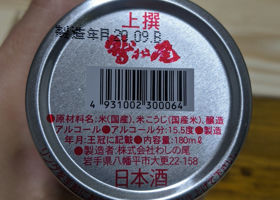 上撰
製造年月 20.09.B
鷲の尾
4 931002 300064
●原材料名:米(国産)、米こうじ(国産米)、醸造
アルコール●アルコール分:15.5度●製造
年月:王冠に記載●内容量:180ml
●製造者:株式会社わしの尾
岩手県八幡平市大更22-158
日本酒